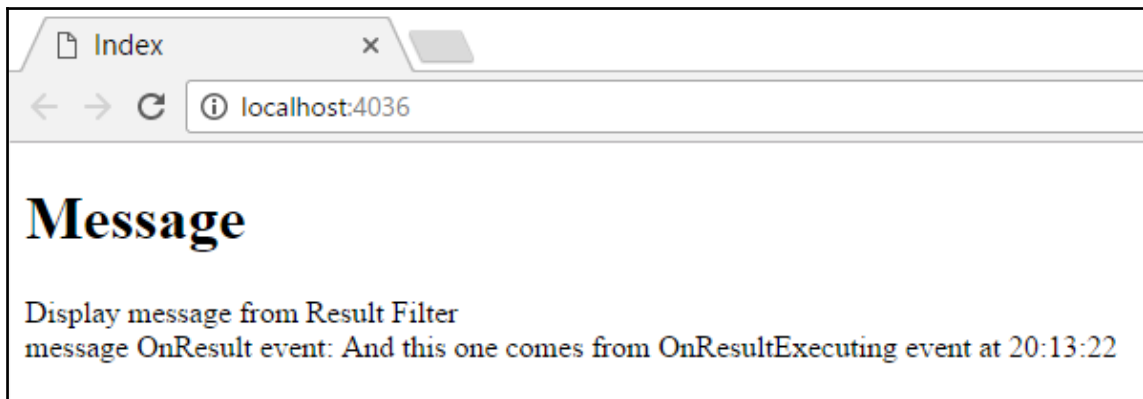 Index
localhost:4036
Message
Display message from Result Filter
message OnResult event: And this one comes from OnResultExecuting event at 20:13:22